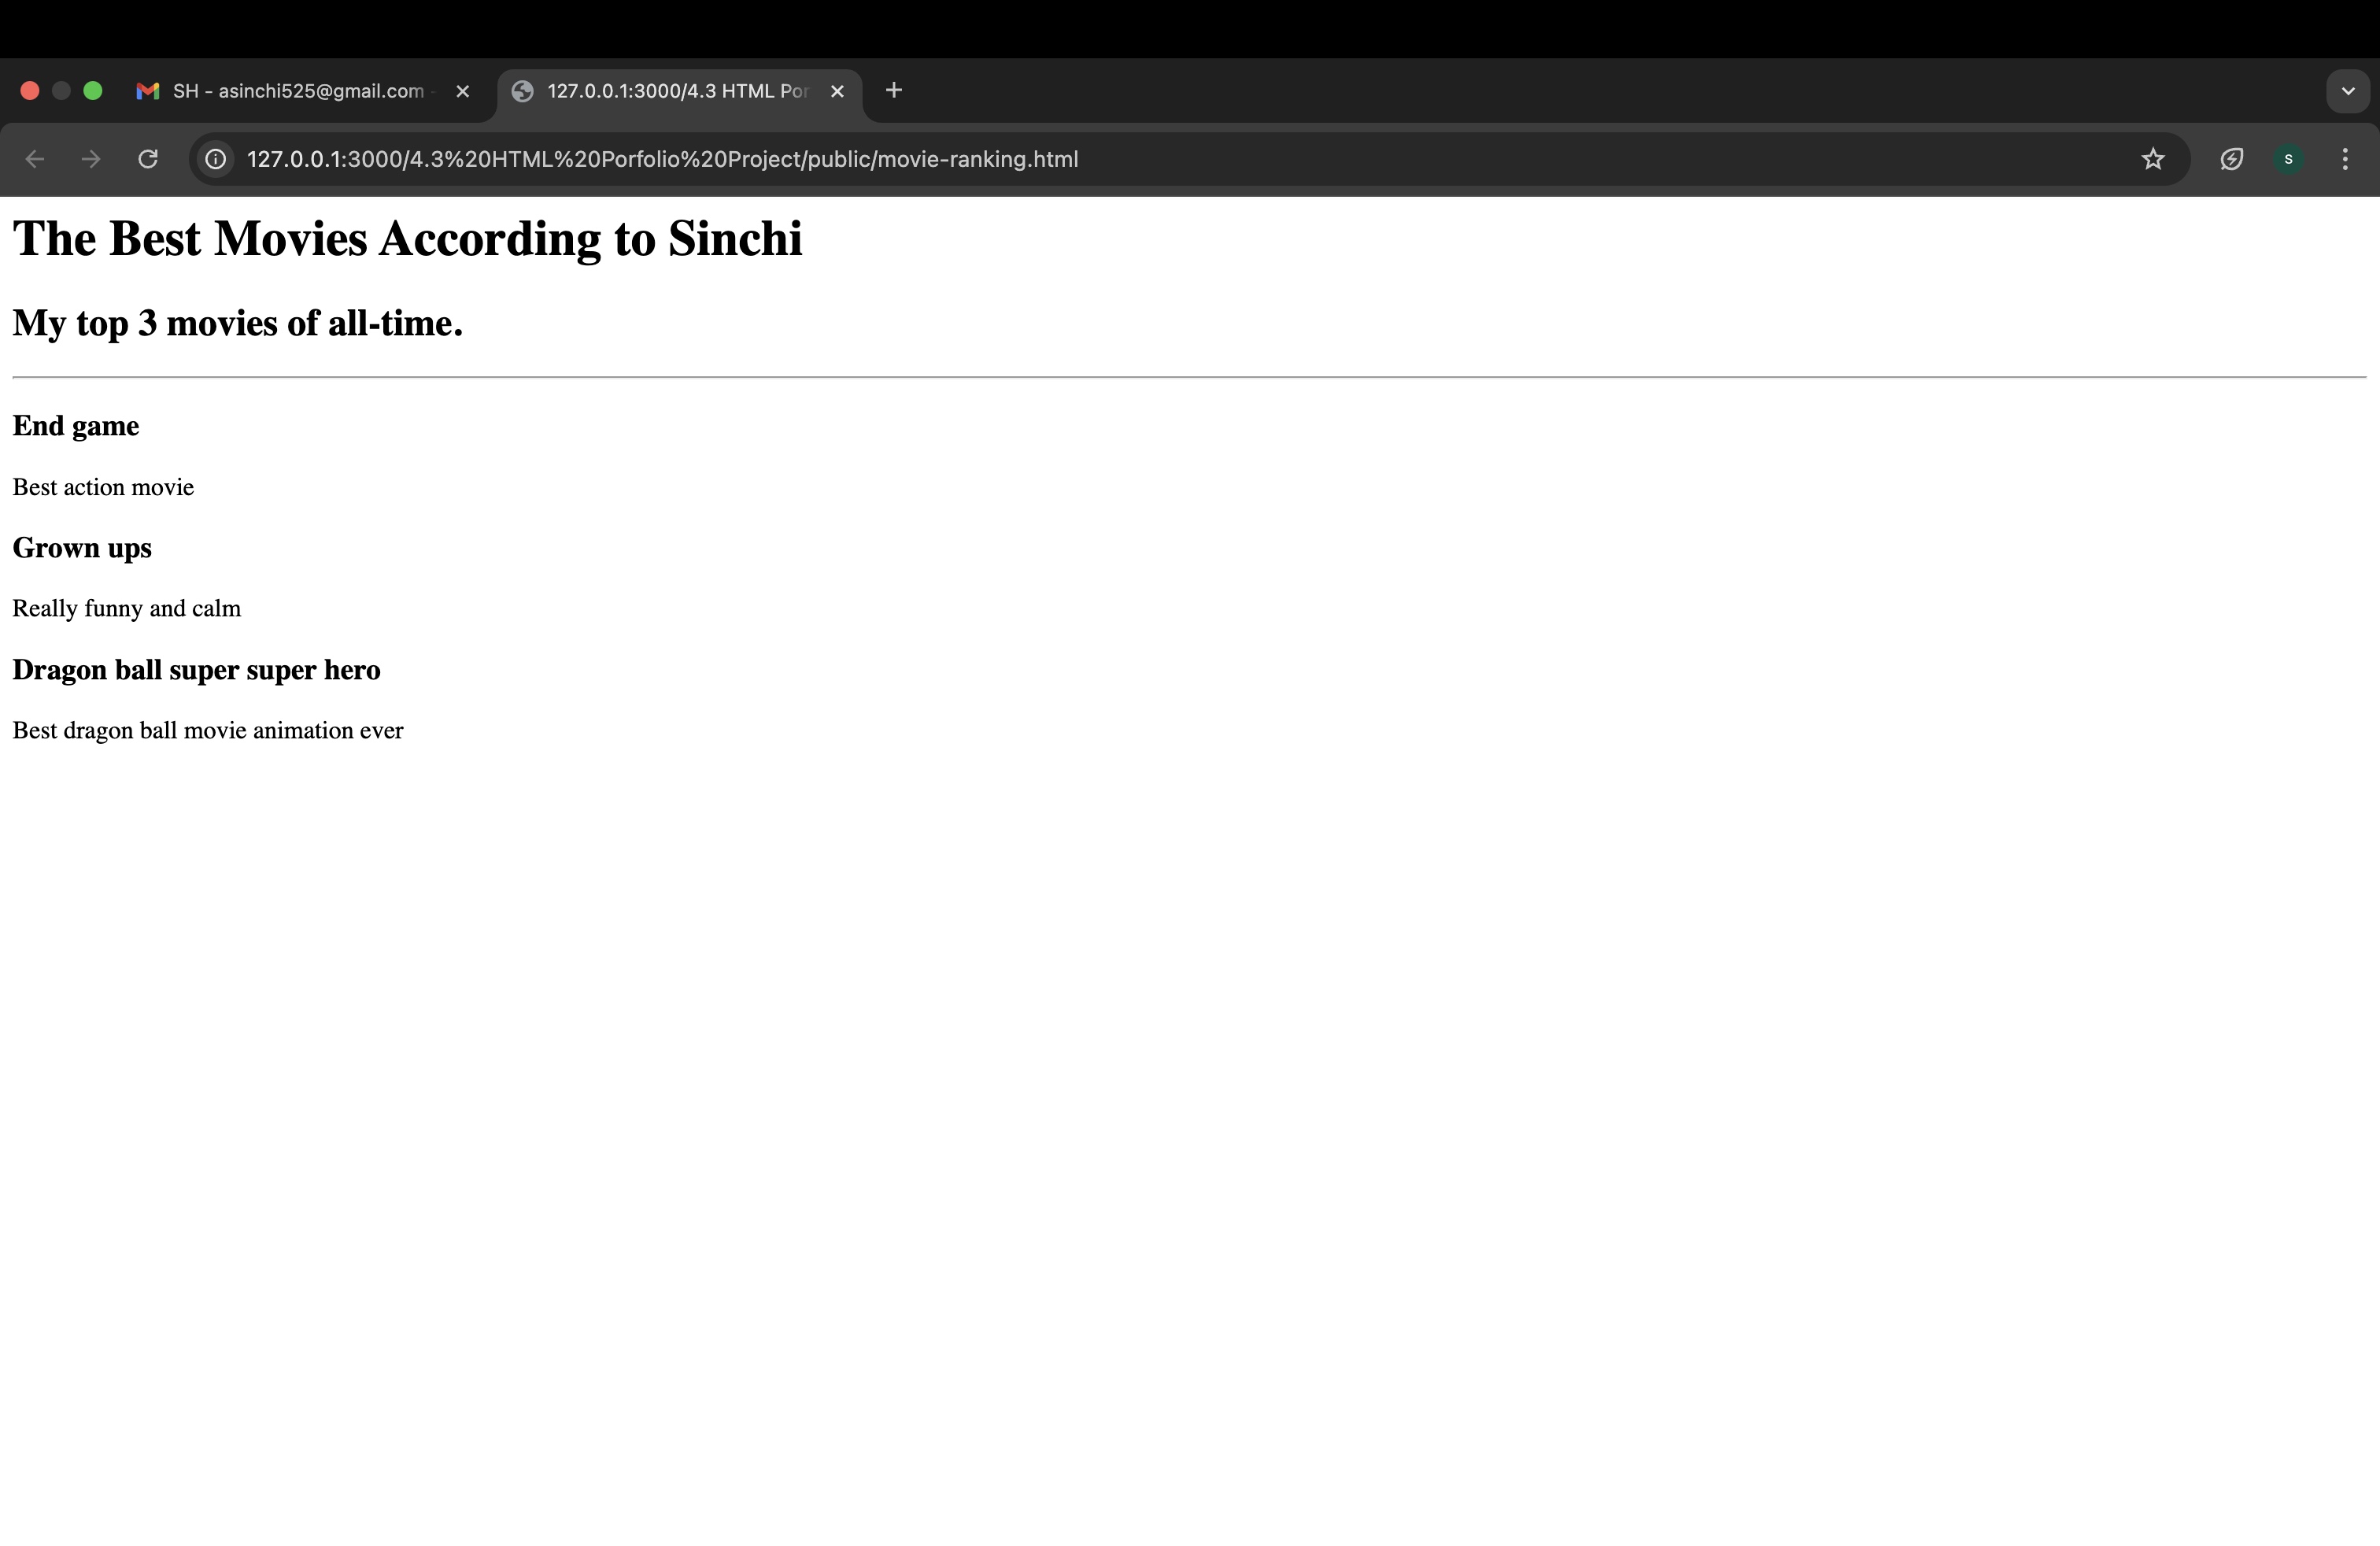 SH - asinchi525@gmail.com -
127.0.0.1:3000/4.3 HTML Por
127.0.0.1:3000/4.3%20HTML%20Porfolio%20Project/public/movie-ranking.html
S
The Best Movies According to Sinchi
My top 3 movies of all-time.
End game
Best action movie
Grown ups
Really funny and calm
Dragon ball super super hero
Best dragon ball movie animation ever